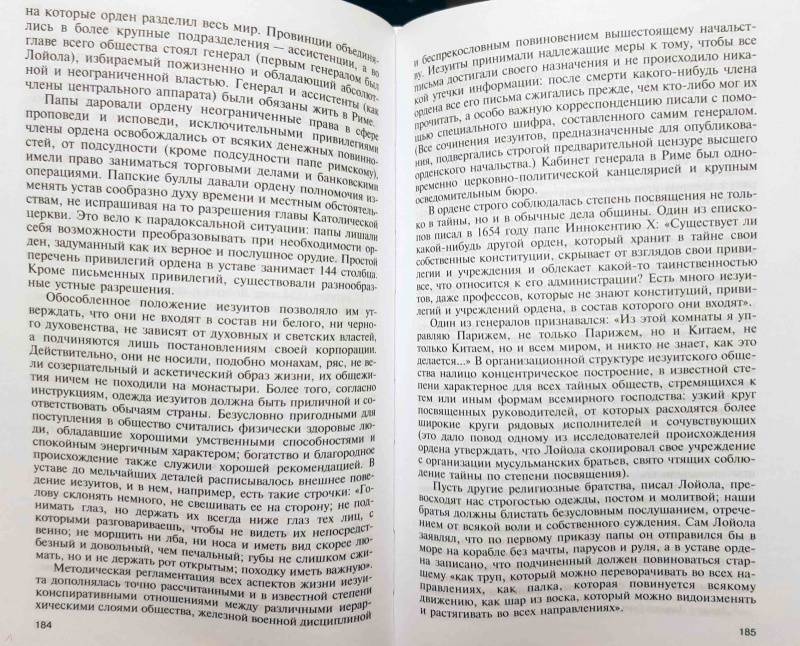 на которые орден разделил весь мир. Провинции объединя-
лись в более крупные подразделения — ассистенции, а во
главе всего общества стоял генерал (первым генералом был
Лойола), избираемый пожизненно и обладающий абсолют-
ной и неограниченной властью. Генерал и ассистенты (как
члены центрального аппарата) были обязаны жить в Риме.
Папы даровали ордену неограниченные права в сфере
проповеди и исповеди, исключительными привилегиями
члены ордена освобождались от всяких денежных повинно-
стей, от подсудности (кроме подсудности папе римскому),
имели право заниматься торговыми делами и банковскими
операциями. Папские буллы давали ордену полномочия из-
менять устав сообразно духу времени и местным обстоятель-
ствам, не испрашивая на то разрешения главы Католической
церкви. Это вело к парадоксальной ситуации: папы лишали
себя возможности преобразовывать при необходимости ор-
ден, задуманный как их верное и послушное орудие. Простой
перечень привилегий ордена в уставе занимает 144 столбца.
Кроме письменных привилегий, существовали разнообраз-
ные устные разрешения.
Обособленное положение иезуитов позволяло им ут-
верждать, что они не входят в состав ни белого, ни черно-
го духовенства, не зависят от духовных и светских властей,
а подчиняются лишь постановлениям своей корпорации.
Действительно, они не носили, подобно монахам, ряс, не ве-
ли созерцательный и аскетический образ жизни, их общежи-
тия ничем не походили на монастыри. Более того, согласно
инструкциям, одежда иезуитов должна быть приличной и со-
ответствовать обычаям страны. Безусловно пригодными для
поступления в общество считались физически здоровые лю-
ди, обладавшие хорошими умственными способностями и
спокойным энергичным характером; богатство и благородное
происхождение также служили хорошей рекомендацией. В
уставе до мельчайших деталей расписывалось внешнее пове-
дение иезуитов, и в нем, например, есть такие строчки: «Го-
лову склонять немного, не свешивать ее на сторону; не под-
нимать глаз, но держать их всегда ниже глаз тех лиц, с
которыми разговариваешь, чтобы не видеть их непосредст-
венно; не морщить ни лба, ни носа и иметь вид скорее лю-
безный и довольный, чем печальный; губы не слишком сжи-
мать, но и не держать рот открытым; походку иметь важную».
Методическая регламентация всех аспектов жизни иезуи-
та дополнялась точно рассчитанными и в известной степени
конспиративными отношениями между различными иерар-
хическими слоями общества, железной военной дисциплиной
184
и беспрекословным повиновением вышестоящему начальст-
ву. Иезуиты принимали надлежащие меры к тому, чтобы все
письма достигали своего назначения и не происходило ника-
кой утечки информации: после смерти какого-нибудь члена
ордена все его письма сжигались прежде, чем кто-либо мог их
прочитать, а особо важную корреспонденцию писали с помо-
щью специального шифра, составленного самим генералом.
(Все сочинения иезуитов, предназначенные для опубликова-
ния, подвергались строгой предварительной цензуре высшего
орденского начальства.) Кабинет генерала в Риме был одно-
временно церковно-политической канцелярией и крупным
осведомительным бюро.
В ордене строго соблюдалась степень посвящения не толь-
ко в тайны, но и в обычные дела общины. Один из еписко-
пов писал в 1654 году папе Иннокентию X: «Существует ли
какой-нибудь другой орден, который хранит в тайне свои
собственные конституции, скрывает от взглядов свои приви-
легии и учреждения и облекает какой-то таинственностью
все, что относится к его администрации? Есть много иезуи-
тов, даже профессов, которые не знают конституций, приви-
легий и учреждений ордена, в состав которого они входят».
Один из генералов признавался: «Из этой комнаты я уп-
равляю Парижем, не только Парижем, но и Китаем, не
только Китаем, но и всем миром, и никто не знает, как это
делается...» В организационной структуре иезуитского обще-
ства налицо концентрическое построение, в известной сте-
пени характерное для всех тайных обществ, стремящихся к
тем или иным формам всемирного господства: узкий круг
посвященных руководителей, от которых расходятся более
широкие круги рядовых исполнителей и сочувствующих
(это дало повод одному из исследователей происхождения
ордена утверждать, что Лойола скопировал свое учреждение
с организации мусульманских братьев, свято чтящих соблю-
дение тайны по степени посвящения).
Пусть другие религиозные братства, писал Лойола, пре-
восходят нас строгостью одежды, постом и молитвой; наши
братья должны блистать безусловным послушанием, отрече-
нием от всякой воли и собственного суждения. Сам Лойола
заявлял, что по первому приказу папы он отправился бы в
море на корабле без мачты, парусов и руля, а в уставе орде-
на записано, что подчиненный должен повиноваться стар-
шему «как труп, который можно переворачивать во всех на-
правлениях, как палка, которая повинуется всякому
движению, как шар из воска, который можно видоизменять
и растягивать во всех направлениях».
185